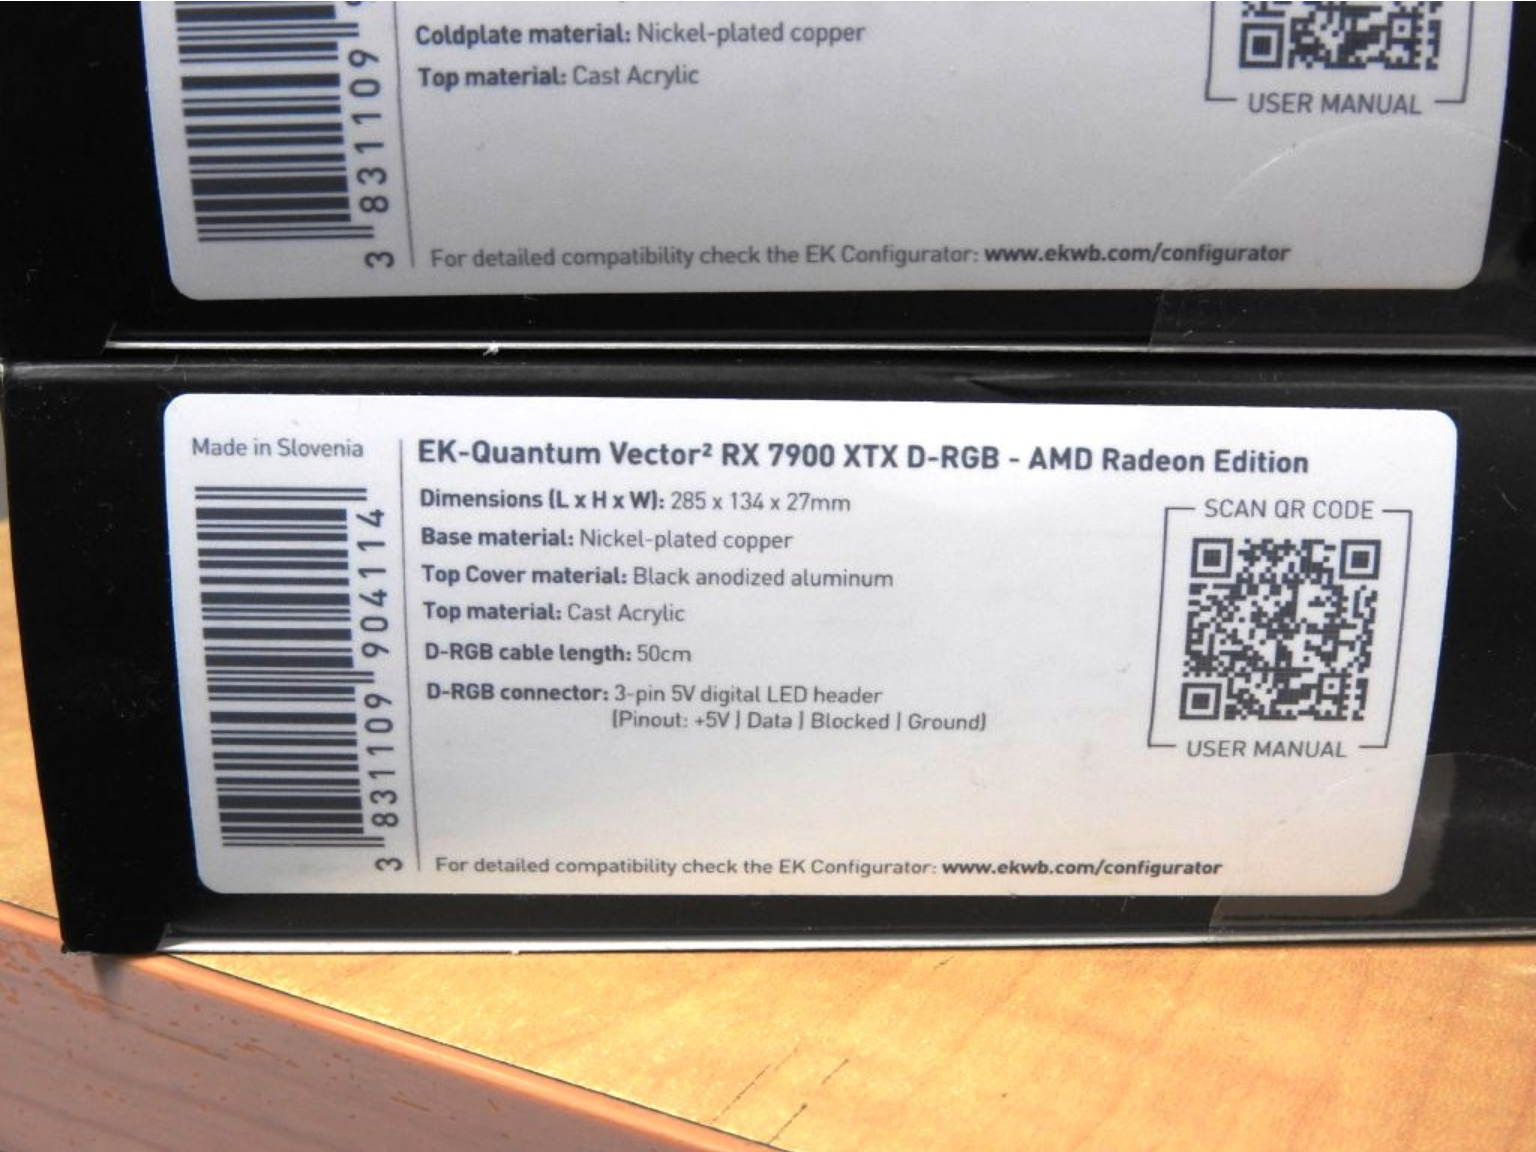 Coldplate material: Nickel-plated copper
Top material: Cast Acrylic
USER MANUAL
3 831109
For detailed compatibility check the EK Configurator: www.ekwb.com/configurator
Made in Slovenia
EK-Quantum Vector² RX 7900 XTX D-RGB - AMD Radeon Edition
Dimensions (L x H x W): 285 x 134 x 27mm
Base material: Nickel-plated copper
Top Cover material: Black anodized aluminum
Top material: Cast Acrylic
D-RGB cable length: 50cm
D-RGB connector: 3-pin 5V digital LED header
(Pinout: +5V | Data | Blocked | Ground)
SCAN QR CODE
USER MANUAL
3 831109 904114
For detailed compatibility check the EK Configurator: www.ekwb.com/configurator